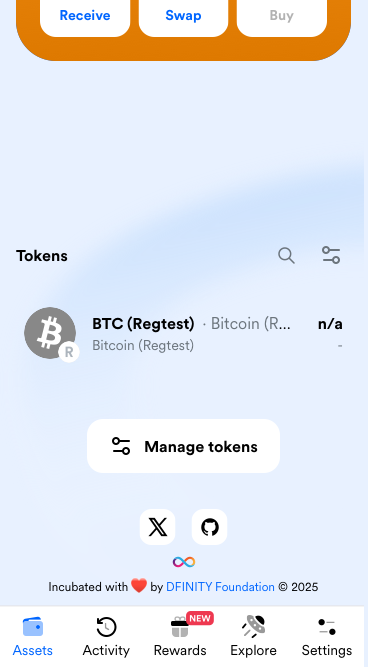 Receive Swap Buy
Tokens
BTC (Regtest) · Bitcoin (R... n/a
Bitcoin (Regtest) -
R
Manage tokens
Incubated with ❤️ by DFINITY Foundation © 2025
NEW
Assets Activity Rewards Explore Settings